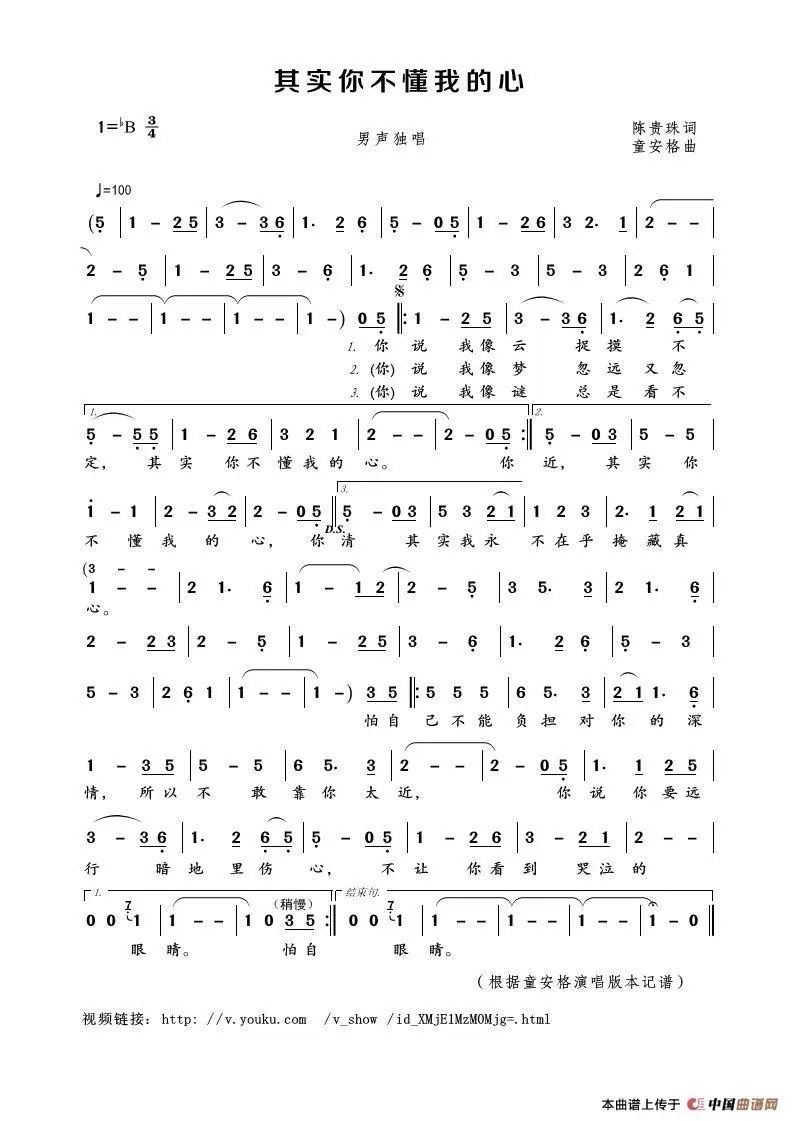 其实你不懂我的心
1=♭B 3/4
男声独唱
陈贵珠词
童安格曲
♩=100
(5 | 1 - 2 5 | 3 - 3 6 | 1· 2 6 | 5 - 0 5 | 1 - 2 6 | 3 2· 1 | 2 - - |
2 - 5 | 1 - 2 5 | 3 - 6 | 1· 2 6 | 5 - 3 | 5 - 3 | 2 6 1 |
1 - - | 1 - - | 1 - - | 1 -) 0 5 ‖: 1 - 2 5 | 3 - 3 6 | 1· 2 6 5 |
1. 你 说 我像云 捉摸 不
2. (你) 说 我像梦 忽远又忽
3. (你) 说 我像谜 总是看不
1.
2.
5 - 5 5 | 1 - 2 6 | 3 2 1 | 2 - - | 2 - 0 5 :‖ 5 - 0 3 | 5 - 5 |
定, 其 实 你不懂我的心。 你 近, 其 实 你
3.
1 - 1 | 2 - 3 2 | 2 - 0 5 ‖ 5 - 0 3 | 5 3 2 1 | 1 2 3 | 2· 1 2 1 |
D.S.
不 懂 我 的 心, 你清 其 实我永 不在乎掩藏真
(3 - -
1 - - | 2 1· 6 | 1 - 1 2 | 2 - 5 | 3 5· 3 | 2 1· 6 |
心。
2 - 2 3 | 2 - 5 | 1 - 2 5 | 3 - 6 | 1· 2 6 | 5 - 3 |
5 - 3 | 2 6 1 | 1 - - | 1 -) 3 5 ‖: 5 5 5 | 6 5· 3 | 2 1 1· 6 |
怕自 己不能 负担对你 的深
1 - 3 5 | 5 - 5 | 6 5· 3 | 2 - - | 2 - 0 5 | 1· 1 2 5 |
情, 所以不 敢靠你 太近, 你说你要远
3 - 3 6 | 1· 2 6 5 | 5 - 0 5 | 1 - 2 6 | 3 - 2 1 | 2 - - |
行 暗地里伤 心, 不让 你看到 哭泣的
1.
(稍慢)
结束句.
0 0 7 1 | 1 - - | 1 0 3 5 :‖ 0 0 7 1 | 1 - - | 1 - - | 1 - - | 1 - 0 ‖
眼 睛。 怕自 眼 睛。
(根据童安格演唱版本记谱)
视频链接: http: //v.youku.com /v_show /id_XMjE1MzM0Mjg=.html
本曲谱上传于 中国曲谱网